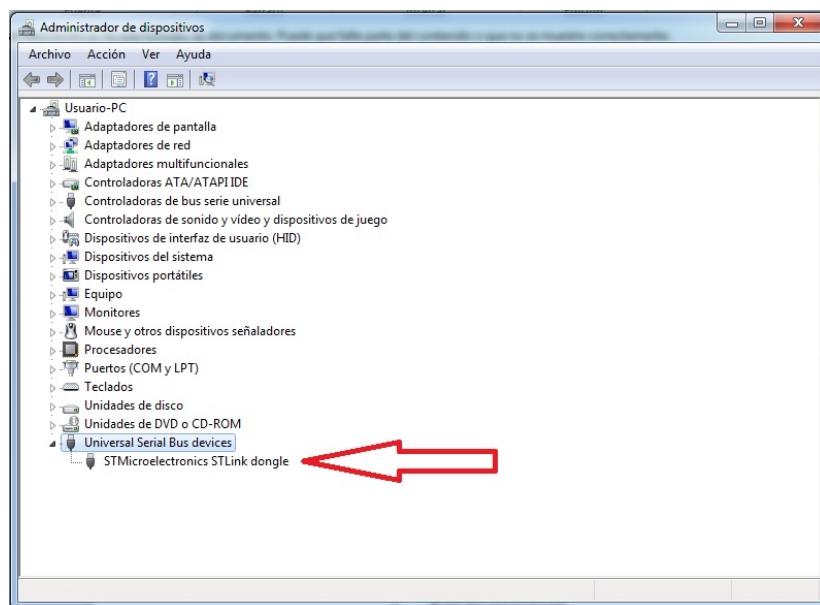 Administrador de dispositivos
Archivo Acción Ver Ayuda
Usuario-PC
Adaptadores de pantalla
Adaptadores de red
Adaptadores multifuncionales
Controladoras ATA/ATAPI IDE
Controladoras de bus serie universal
Controladoras de sonido y vídeo y dispositivos de juego
Dispositivos de interfaz de usuario (HID)
Dispositivos del sistema
Dispositivos portátiles
Equipo
Monitores
Mouse y otros dispositivos señaladores
Procesadores
Puertos (COM y LPT)
Teclados
Unidades de disco
Unidades de DVD o CD-ROM
Universal Serial Bus devices
STMicroelectronics STLink dongle